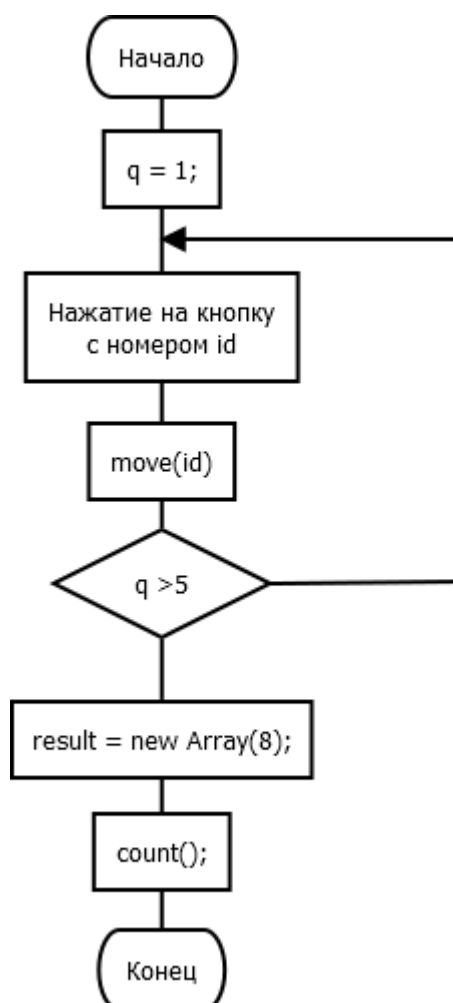 Начало
q = 1;
Нажатие на кнопку
с номером id
move(id)
q >5
result = new Array(8);
count();
Конец